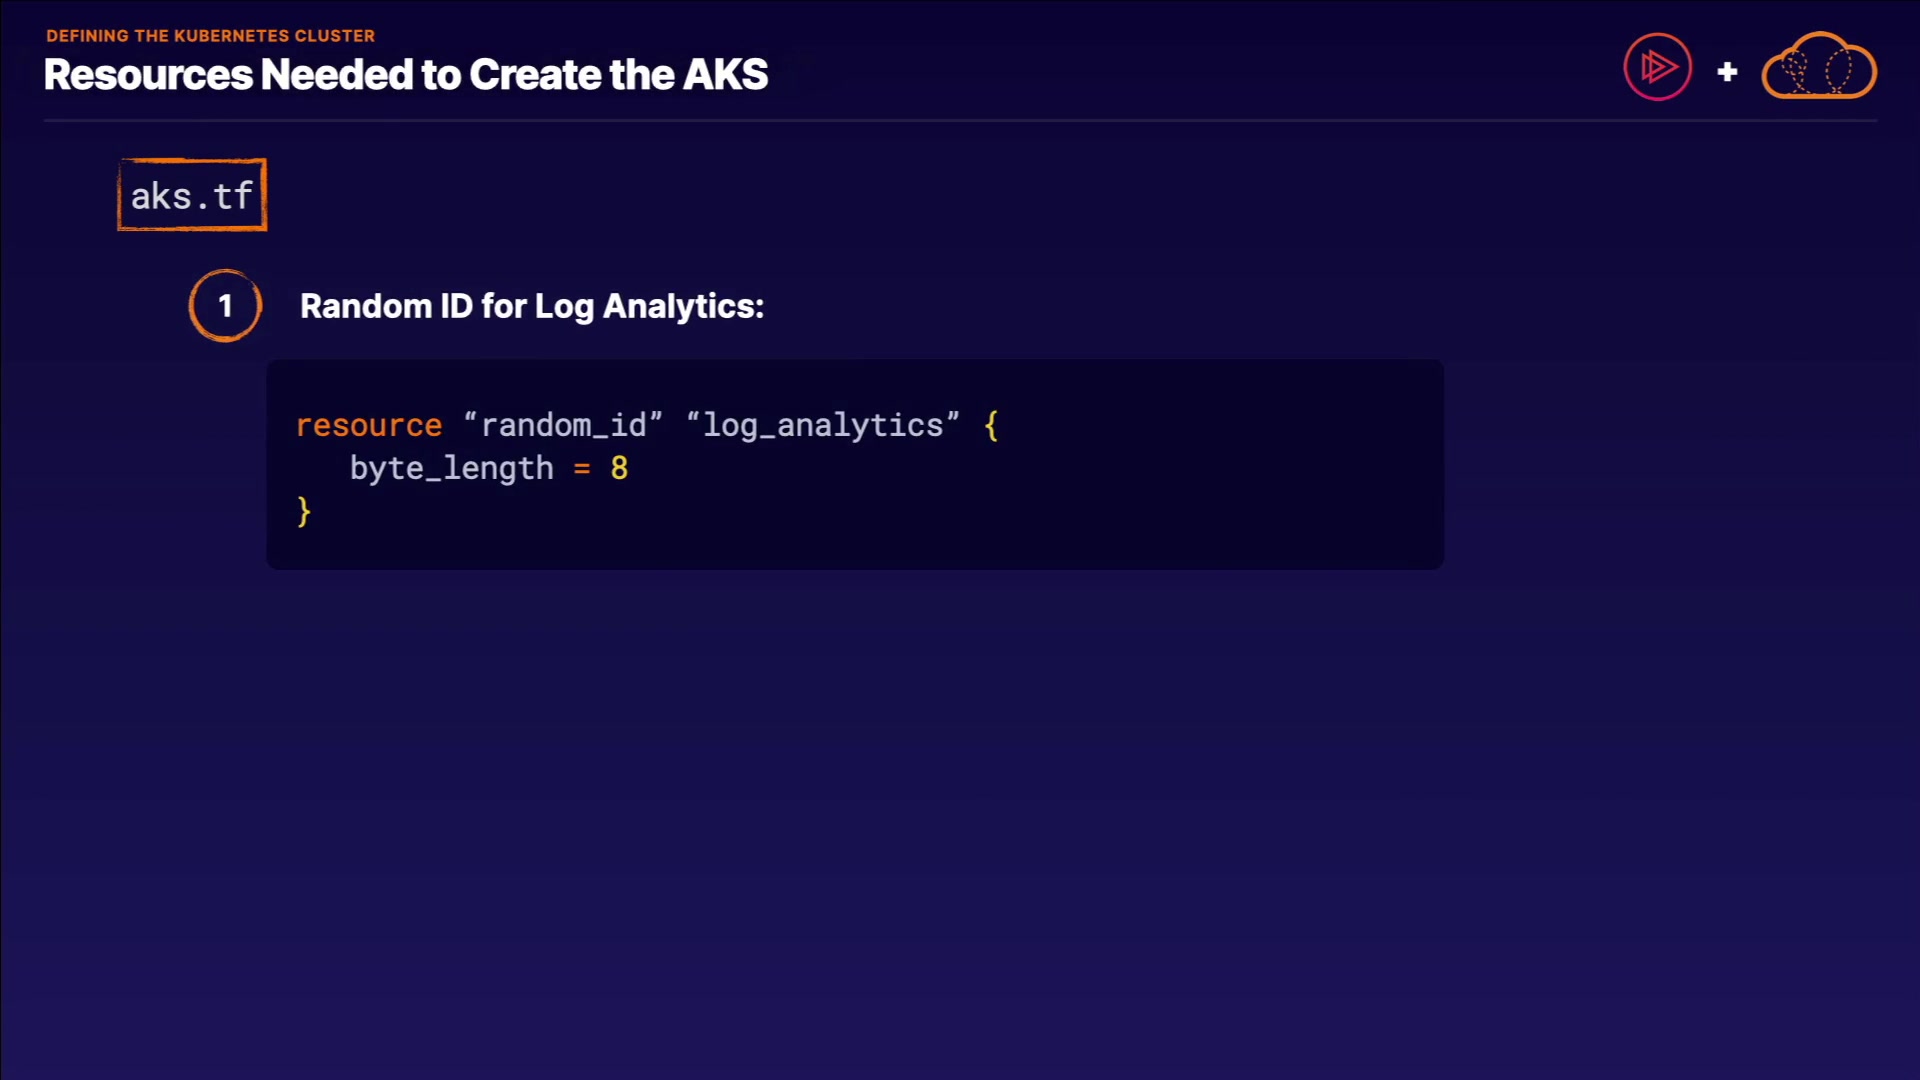 DEFINING THE KUBERNETES CLUSTER
Resources Needed to Create the AKS
+
aks.tf
1 Random ID for Log Analytics:
resource “random_id” “log_analytics” {
byte_length = 8
}